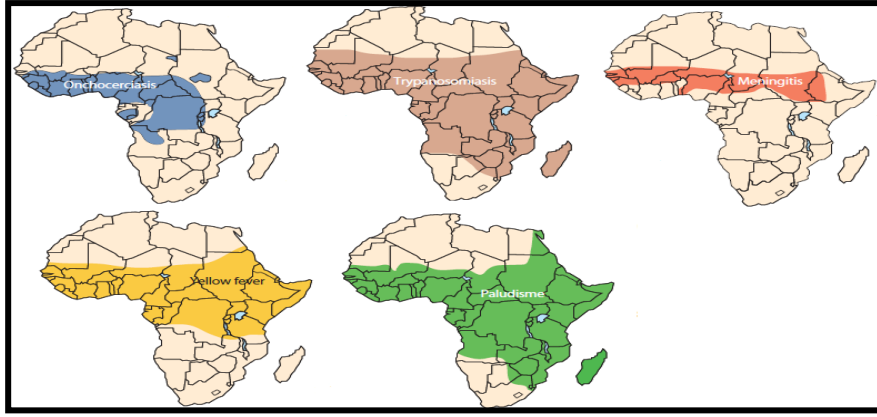 Onchocerciasis
Trypanosomiasis
Meningitis
Yellow fever
Paludisme